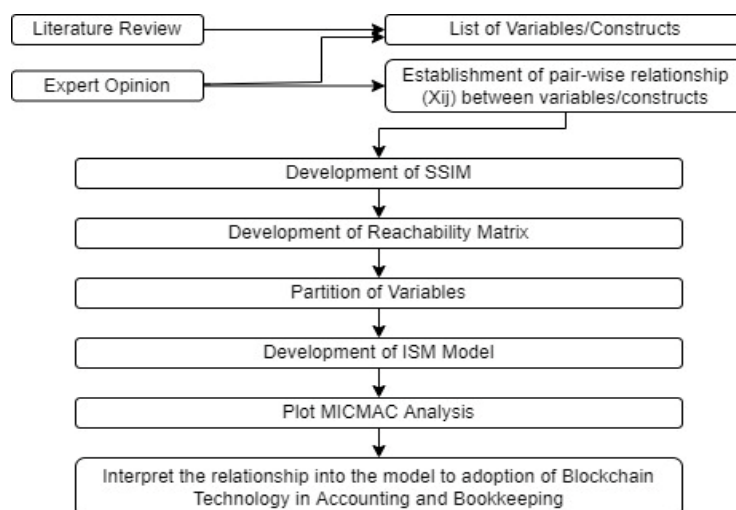 Literature Review
List of Variables/Constructs
Expert Opinion
Establishment of pair-wise relationship
(Xij) between variables/constructs
Development of SSIM
Development of Reachability Matrix
Partition of Variables
Development of ISM Model
Plot MICMAC Analysis
Interpret the relationship into the model to adoption of Blockchain
Technology in Accounting and Bookkeeping